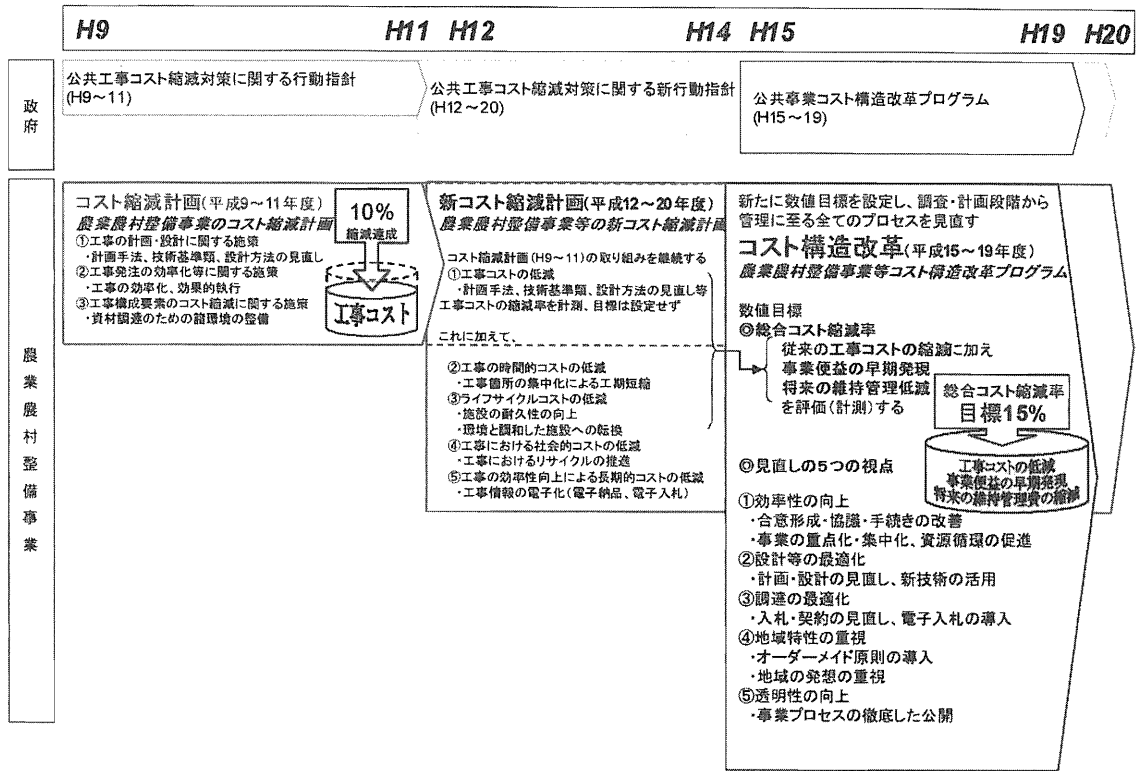 H9 H11 H12 H14 H15 H19 H20
政府
公共工事コスト縮減対策に関する行動指針
(H9～11)
公共工事コスト縮減対策に関する新行動指針
(H12～20)
公共事業コスト構造改革プログラム
(H15～19)
農業農村整備事業
コスト縮減計画(平成9～11年度)
農業農村整備事業のコスト縮減計画
①工事の計画・設計に関する施策
・計画手法、技術基準類、設計方法の見直し
②工事発注の効率化等に関する施策
・工事の効率化、効果的執行
③工事構成要素のコスト縮減に関する施策
・資材調達のための諸環境の整備
10%
縮減達成
工事コスト
新コスト縮減計画(平成12～20年度)
農業農村整備事業等の新コスト縮減計画
コスト縮減計画(H9～11)の取り組みを継続する
①工事コストの低減
・計画手法、技術基準類、設計方法の見直し等
工事コストの縮減率を計測、目標は設定せず
これに加えて、
②工事の時間的コストの低減
・工事箇所の集中化による工期短縮
③ライフサイクルコストの低減
・施設の耐久性の向上
・環境と調和した施設への転換
④工事における社会的コストの低減
・工事におけるリサイクルの推進
⑤工事の効率性向上による長期的コストの低減
・工事情報の電子化(電子納品、電子入札)
新たに数値目標を設定し、調査・計画段階から
管理に至る全てのプロセスを見直す
コスト構造改革(平成15～19年度)
農業農村整備事業等コスト構造改革プログラム
数値目標
◎総合コスト縮減率
従来の工事コストの縮減に加え
事業便益の早期発現
将来の維持管理低減
を評価(計測)する
総合コスト縮減率
目標15%
工事コストの低減
事業便益の早期発現
将来の維持管理費の縮減
◎見直しの5つの視点
①効率性の向上
・合意形成・協議・手続きの改善
・事業の重点化・集中化、資源循環の促進
②設計等の最適化
・計画・設計の見直し、新技術の活用
③調達の最適化
・入札・契約の見直し、電子入札の導入
④地域特性の重視
・オーダーメイド原則の導入
・地域の発想の重視
⑤透明性の向上
・事業プロセスの徹底した公開